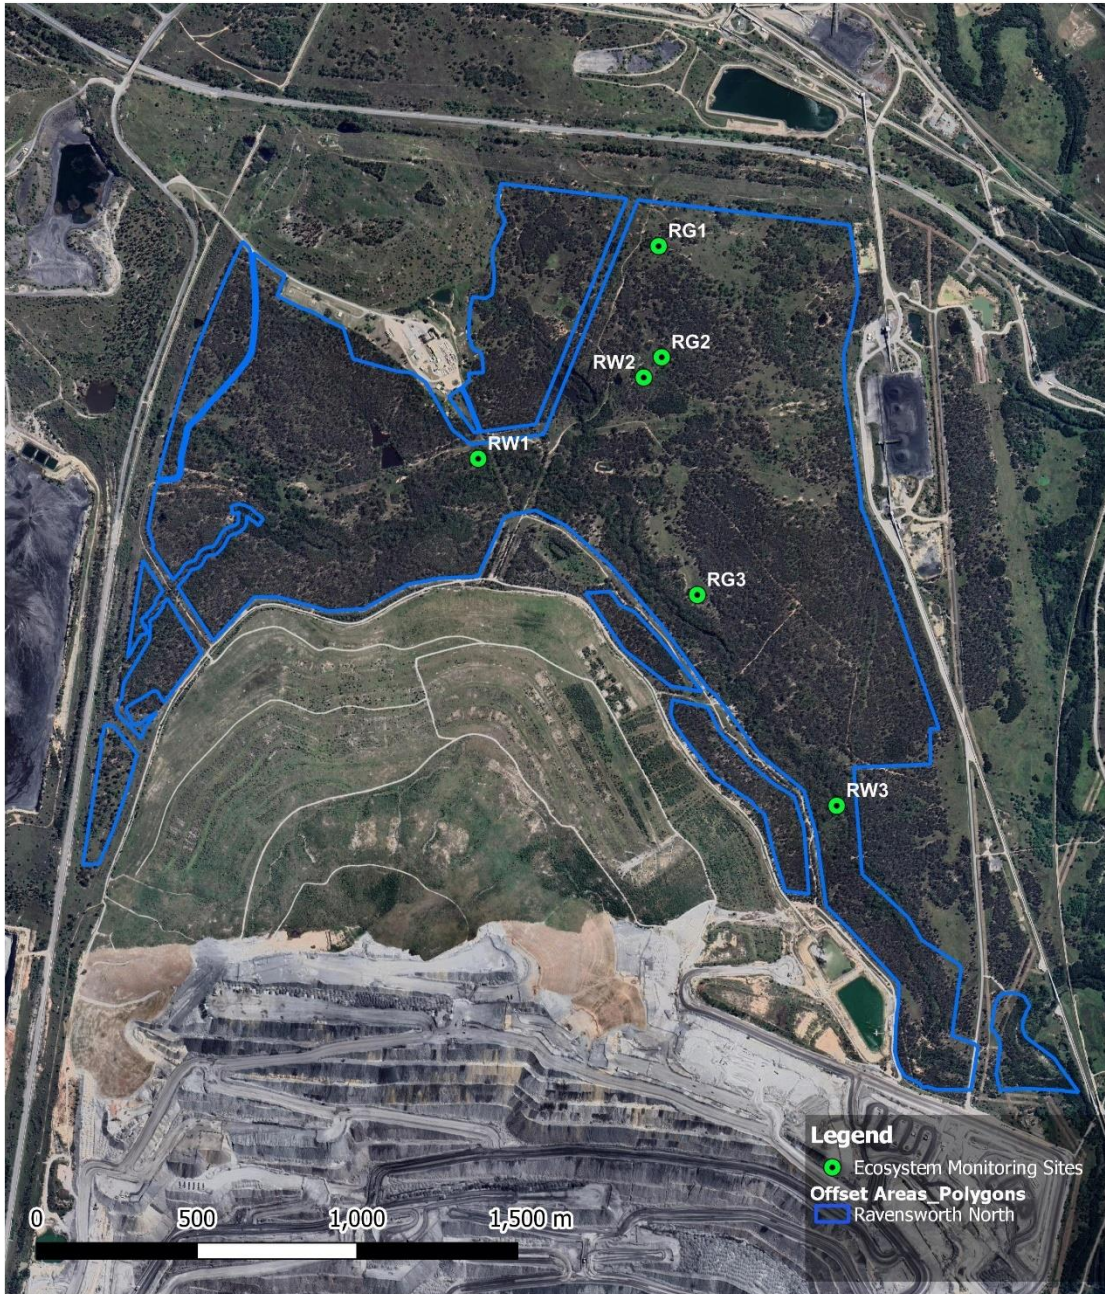 RG1
RG2
RW2
RW1
RG3
RW3
Legend
Ecosystem Monitoring Sites
Offset Areas_Polygons
Ravensworth North
0 500 1,000 1,500 m